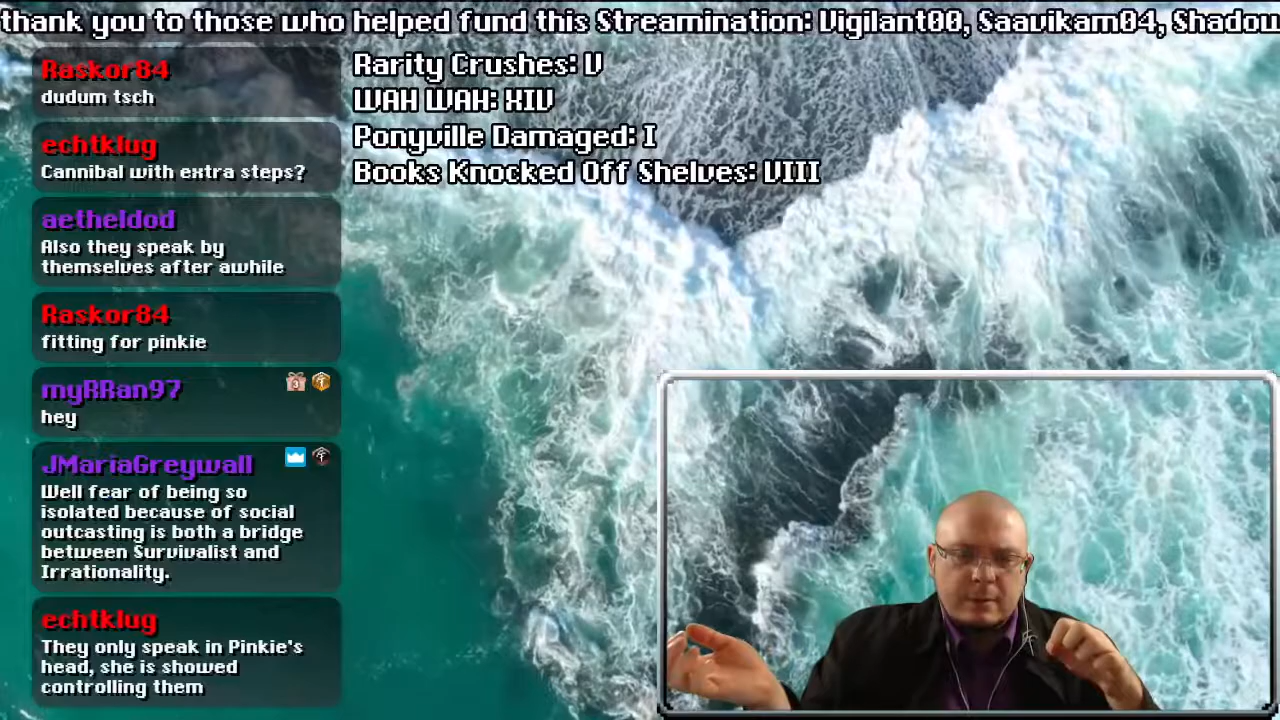 thank you to those who helped fund this Streamination: Vigilant00, Saavikam04, Shadow
Rarity Crushes: V
WAH WAH: XIV
Ponyville Damaged: I
Books Knocked Off Shelves: VIII
Raskor84
dudum tsch
echtklug
Cannibal with extra steps?
aetheldod
Also they speak by
themselves after awhile
Raskor84
fitting for pinkie
myRRan97
hey
JMariaGreywall
Well fear of being so
isolated because of social
outcasting is both a bridge
between Survivalist and
Irrationality.
echtklug
They only speak in Pinkie's
head, she is showed
controlling them